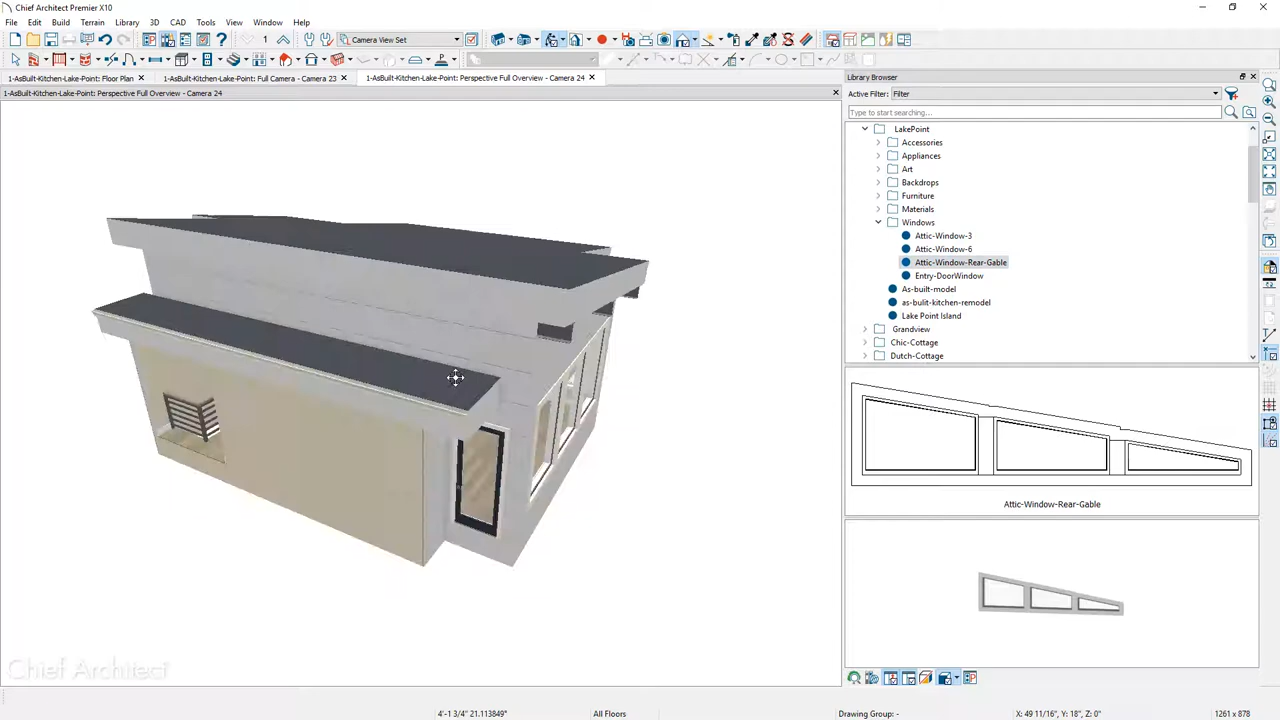 Chief Architect Premier X10
File Edit Build Terrain Library 3D CAD Tools View Window Help
1 Camera View Set
1-AsBuilt-Kitchen-Lake-Point: Floor Plan
1-AsBuilt-Kitchen-Lake-Point: Full Camera - Camera 23
1-AsBuilt-Kitchen-Lake-Point: Perspective Full Overview - Camera 24
1-AsBuilt-Kitchen-Lake-Point: Perspective Full Overview - Camera 24
Library Browser
Active Filter: Filter
Type to start searching...
LakePoint
Accessories
Appliances
Art
Backdrops
Furniture
Materials
Windows
Attic-Window-3
Attic-Window-6
Attic-Window-Rear-Gable
Entry-DoorWindow
As-built-model
as-bulit-kitchen-remodel
Lake Point Island
Grandview
Chic-Cottage
Dutch-Cottage
Attic-Window-Rear-Gable
Chief Architect
4'-1 3/4" 21.113849° All Floors Drawing Group: - X: 49 11/16", Y: 18", Z: 0" 1261 x 878